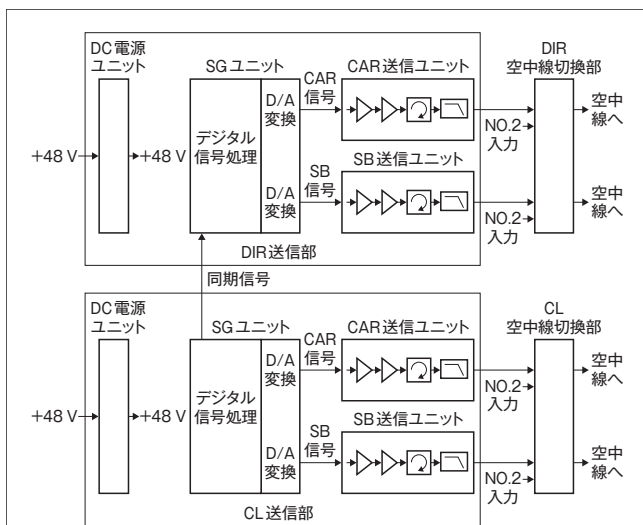 DC電源
ユニット
SGユニット
CAR
信号
CAR送信ユニット
DIR
空中線切換部
D/A
変換
デジタル
信号処理
空中
線へ
NO.2
入力
+48 V
+48 V
SB
信号
SB送信ユニット
D/A
変換
空中
線へ
NO.2
入力
DIR送信部
同期信号
DC電源
ユニット
SGユニット
CAR
信号
CAR送信ユニット
CL
空中線切換部
D/A
変換
デジタル
信号処理
空中
線へ
NO.2
入力
+48 V
+48 V
SB
信号
SB送信ユニット
D/A
変換
空中
線へ
NO.2
入力
CL送信部